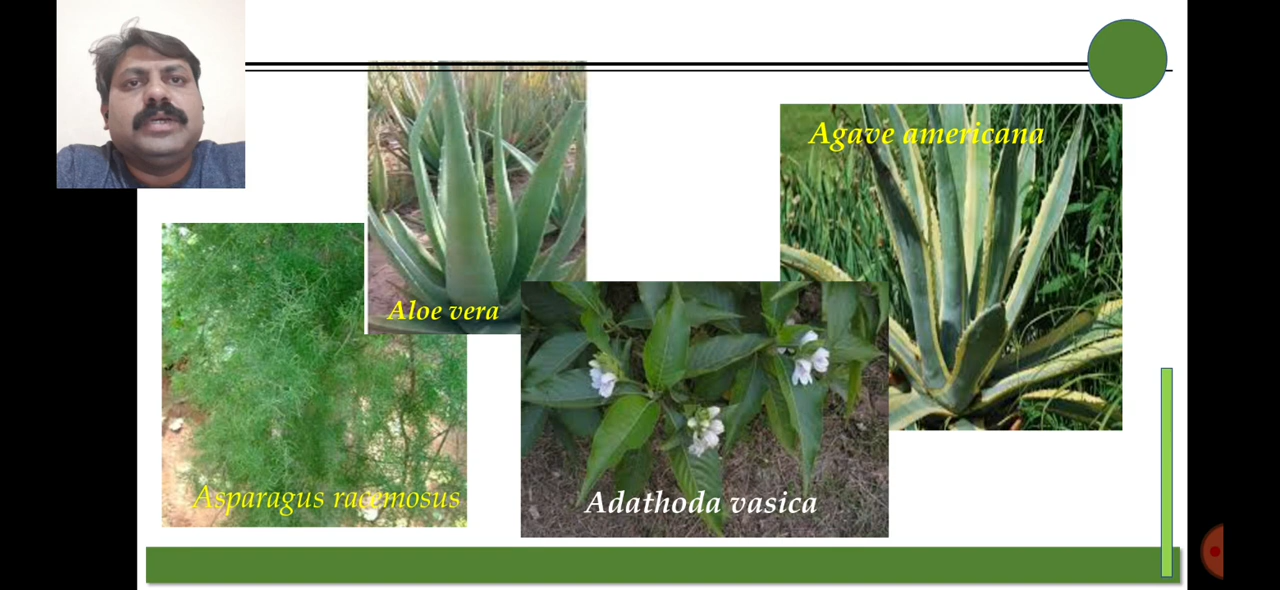 Agave americana
Aloe vera
Asparagus racemosus
Adathoda vasica